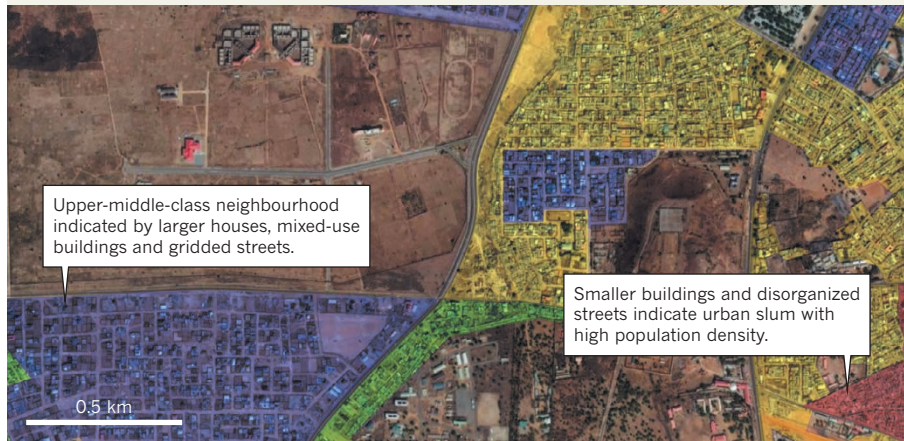 Upper-middle-class neighbourhood
indicated by larger houses, mixed-use
buildings and gridded streets.
Smaller buildings and disorganized
streets indicate urban slum with
high population density.
0.5 km